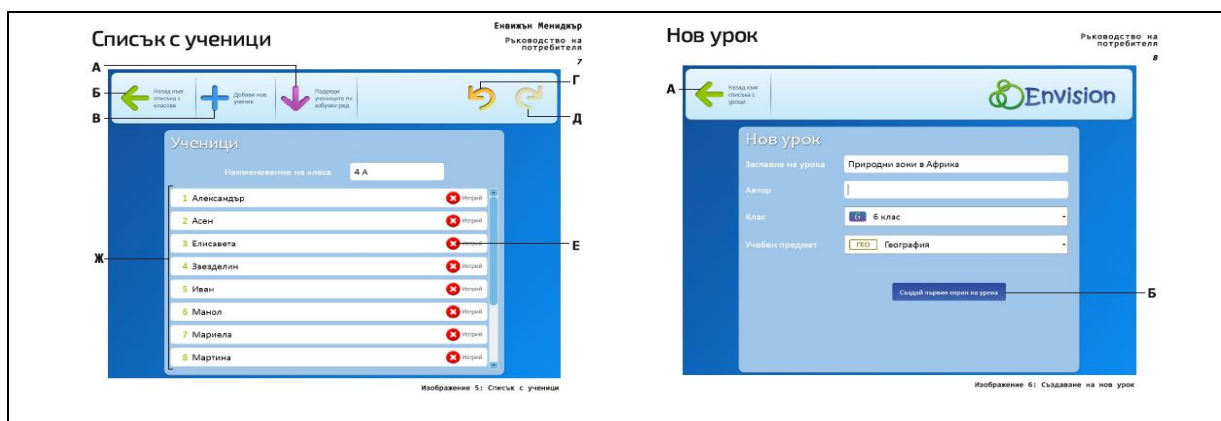 Списък с ученици
Енвижън Мениджър
Ръководство на
потребителя
7
А
Б
В
Г
Д
Е
Ж
Назад към
списъка с
класове
Добави нов
ученик
Подреди
учениците по
азбучен ред
Ученици
Наименование на класа
4 А
1 Александър
Изтрий
2 Асен
Изтрий
3 Елисавета
Изтрий
4 Звезделин
Изтрий
5 Иван
Изтрий
6 Манол
Изтрий
7 Мариела
Изтрий
8 Мартина
Изтрий
Изображение 5: Списък с ученици
Нов урок
Ръководство на
потребителя
8
А
Назад към
списъка с
уроци
Envision
Нов урок
Заглавие на урока
Природни зони в Африка
Автор
Клас
6 6 клас
Учебен предмет
ГЕО География
Създай първия екран на урока
Б
Изображение 6: Създаване на нов урок